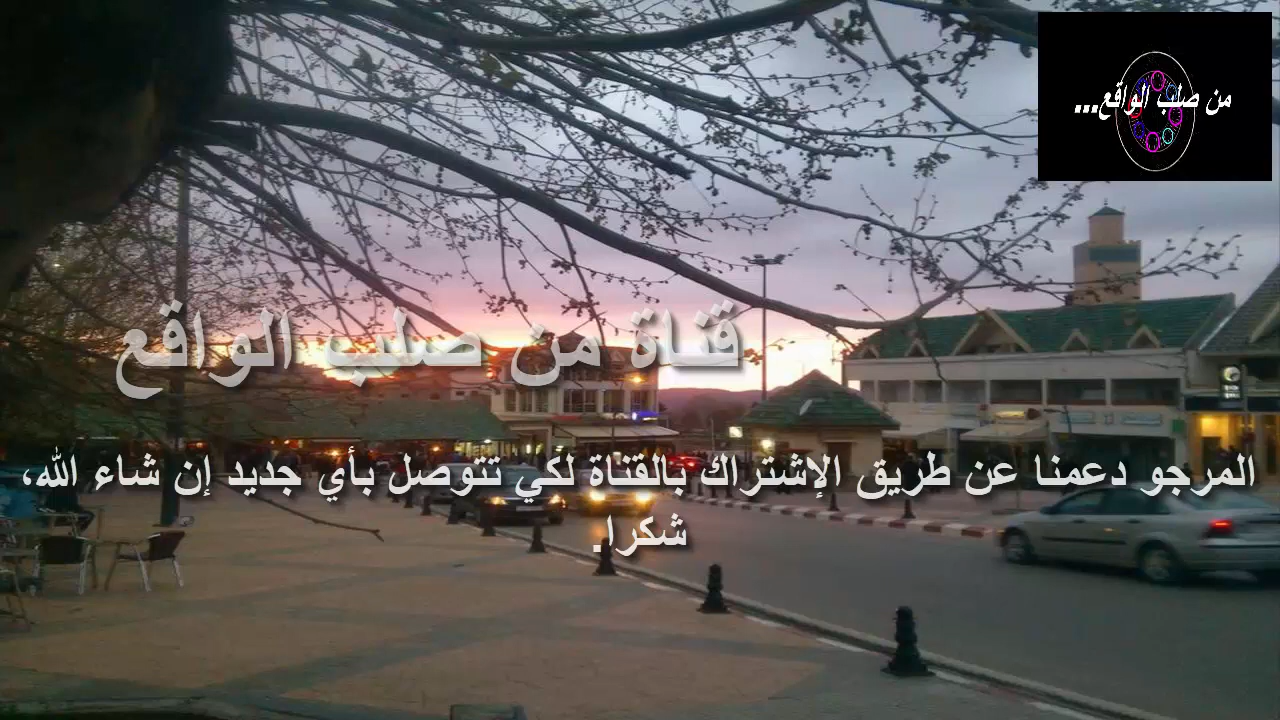 من صلب الواقع...
قناة من صلب الواقع
المرجو دعمنا عن طريق الإشتراك بالقناة لكي تتوصل بأي جديد إن شاء الله،
شكرا.